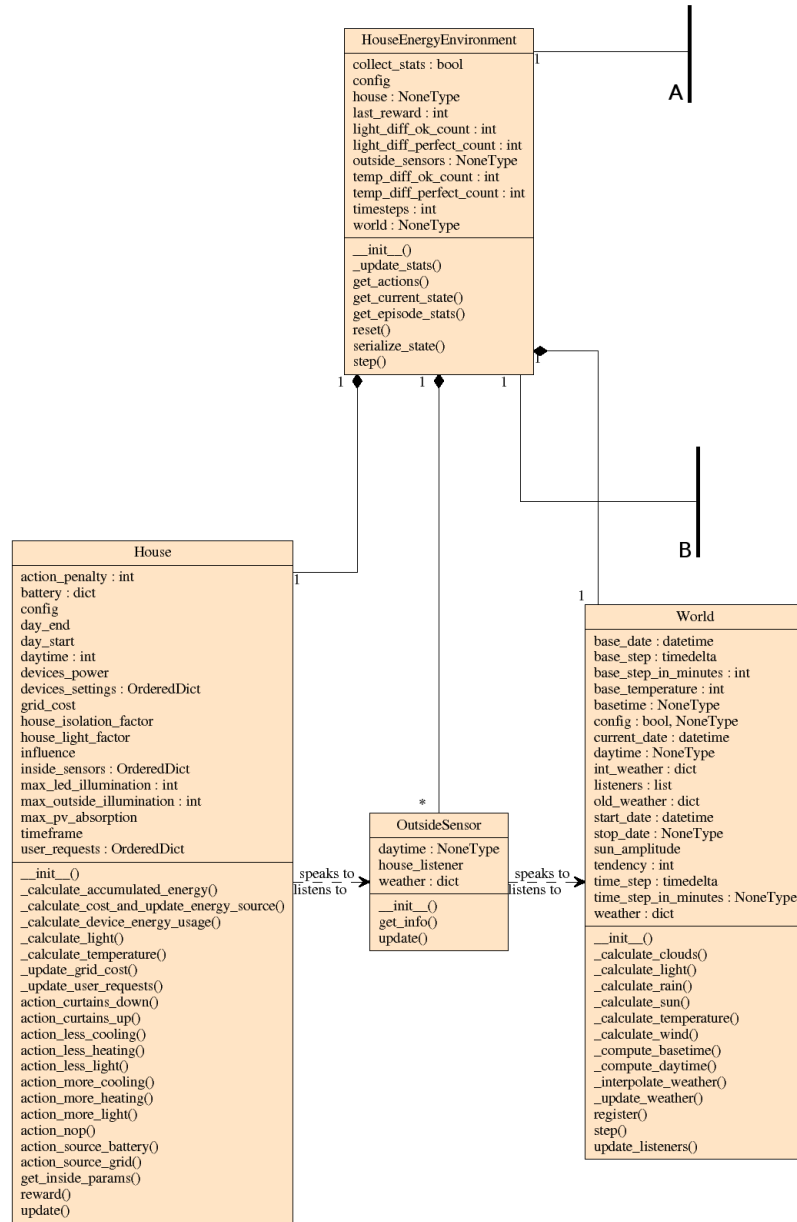 HouseEnergyEnvironment
collect_stats : bool
config
house : NoneType
last_reward : int
light_diff_ok_count : int
light_diff_perfect_count : int
outside_sensors : NoneType
temp_diff_ok_count : int
temp_diff_perfect_count : int
timesteps : int
world : NoneType
__init__()
_update_stats()
get_actions()
get_current_state()
get_episode_stats()
reset()
serialize_state()
step()
1
A
1
1
1
1
B
House
action_penalty : int
battery : dict
config
day_end
day_start
daytime : int
devices_power
devices_settings : OrderedDict
grid_cost
house_isolation_factor
house_light_factor
influence
inside_sensors : OrderedDict
max_led_illumination : int
max_outside_illumination : int
max_pv_absorption
timeframe
user_requests : OrderedDict
__init__()
_calculate_accumulated_energy()
_calculate_cost_and_update_energy_source()
_calculate_device_energy_usage()
_calculate_light()
_calculate_temperature()
_update_grid_cost()
_update_user_requests()
action_curtains_down()
action_curtains_up()
action_less_cooling()
action_less_heating()
action_less_light()
action_more_cooling()
action_more_heating()
action_more_light()
action_nop()
action_source_battery()
action_source_grid()
get_inside_params()
reward()
update()
1
speaks to
listens to
*
OutsideSensor
daytime : NoneType
house_listener
weather : dict
__init__()
get_info()
update()
speaks to
listens to
1
World
base_date : datetime
base_step : timedelta
base_step_in_minutes : int
base_temperature : int
basetime : NoneType
config : bool, NoneType
current_date : datetime
daytime : NoneType
int_weather : dict
listeners : list
old_weather : dict
start_date : datetime
stop_date : NoneType
sun_amplitude
tendency : int
time_step : timedelta
time_step_in_minutes : NoneType
weather : dict
__init__()
_calculate_clouds()
_calculate_light()
_calculate_rain()
_calculate_sun()
_calculate_temperature()
_calculate_wind()
_compute_basetime()
_compute_daytime()
_interpolate_weather()
_update_weather()
register()
step()
update_listeners()